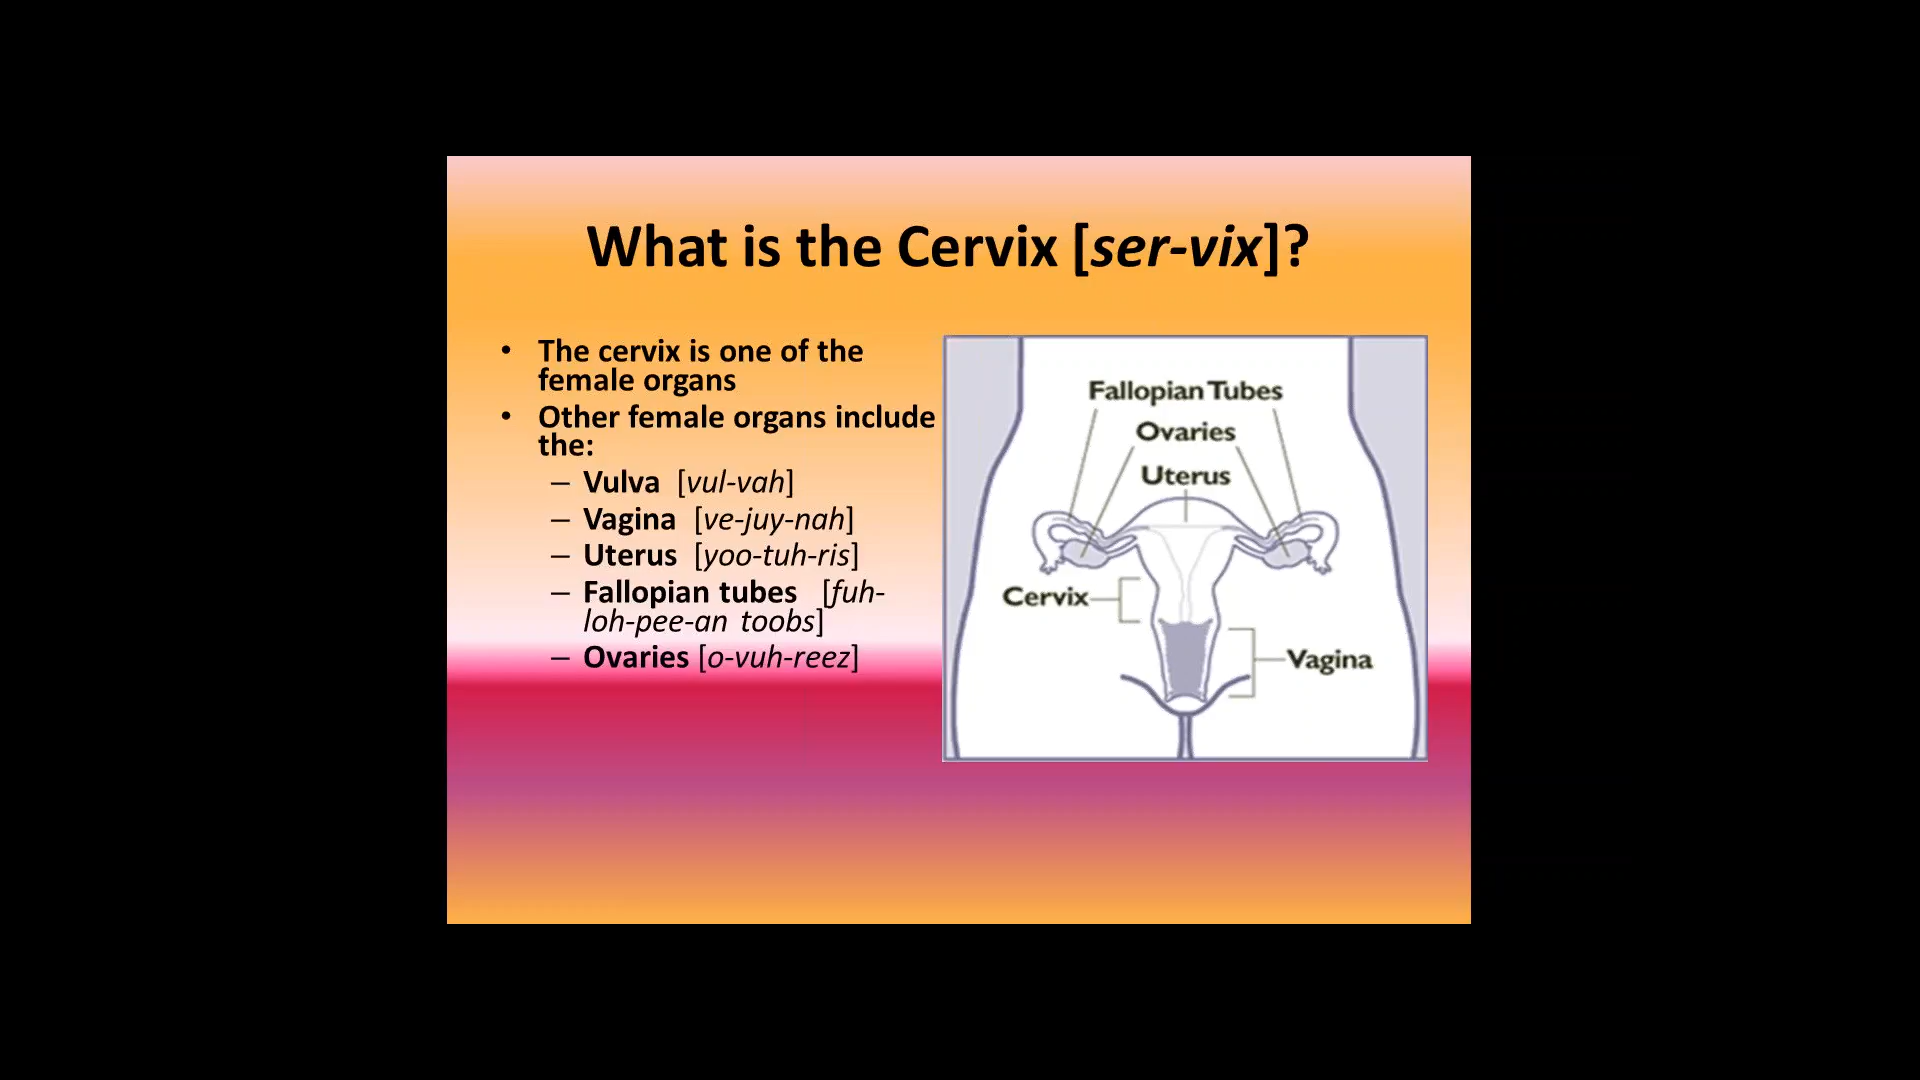 What is the Cervix [ser-vix]?
• The cervix is one of the
female organs
• Other female organs include
the:
– Vulva [vul-vah]
– Vagina [ve-juy-nah]
– Uterus [yoo-tuh-ris]
– Fallopian tubes [fuh-
loh-pee-an toobs]
– Ovaries [o-vuh-reez]
Fallopian Tubes
Ovaries
Uterus
Cervix
Vagina